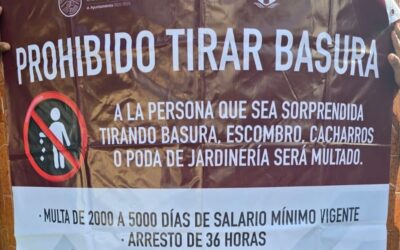 PROHIBIDO TIRAR BASURA
A LA PERSONA QUE SEA SORPRENDIDA
TIRANDO BASURA, ESCOMBRO, CACHARROS
O PODA DE JARDINERÍA SERÁ MULTADO.
· MULTA DE 2000 A 5000 DÍAS DE SALARIO MÍNIMO VIGENTE
· ARRESTO DE 36 HORAS